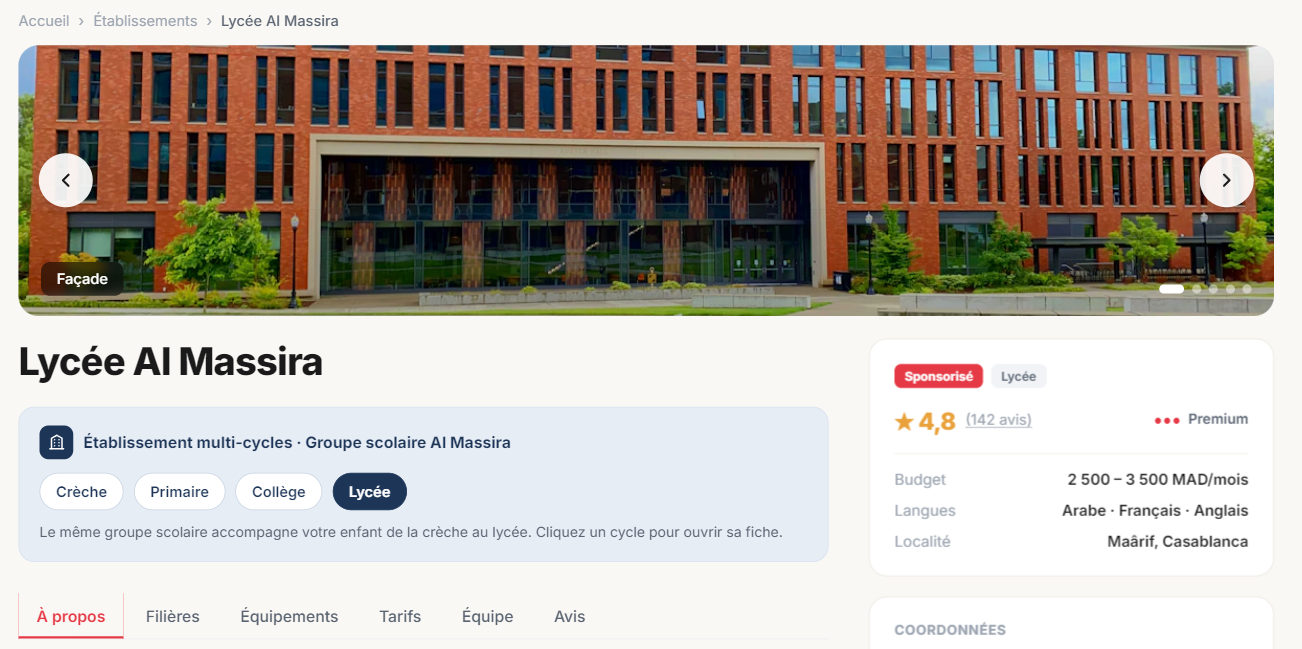 Accueil › Établissements › Lycée Al Massira
Façade
Lycée Al Massira
Établissement multi-cycles · Groupe scolaire Al Massira
Crèche Primaire Collège Lycée
Le même groupe scolaire accompagne votre enfant de la crèche au lycée. Cliquez un cycle pour ouvrir sa fiche.
À propos Filières Équipements Tarifs Équipe Avis
Sponsorisé Lycée
★ 4,8 (142 avis) ••• Premium
Budget 2 500 – 3 500 MAD/mois
Langues Arabe · Français · Anglais
Localité Maârif, Casablanca
COORDONNÉES